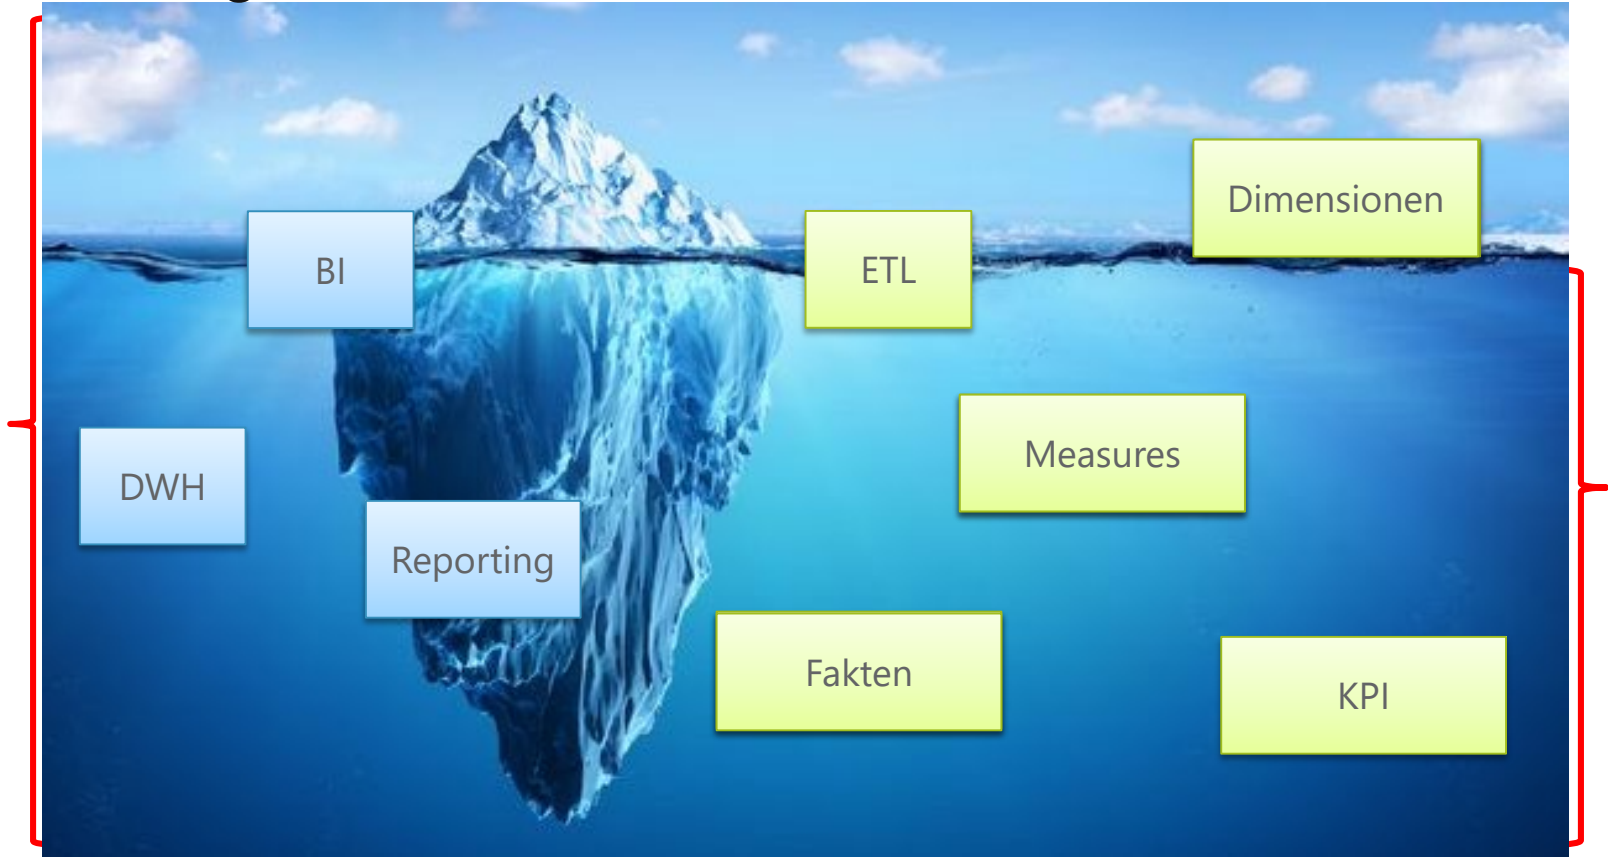 Dimensionen
BI
ETL
Measures
DWH
Reporting
Fakten
KPI